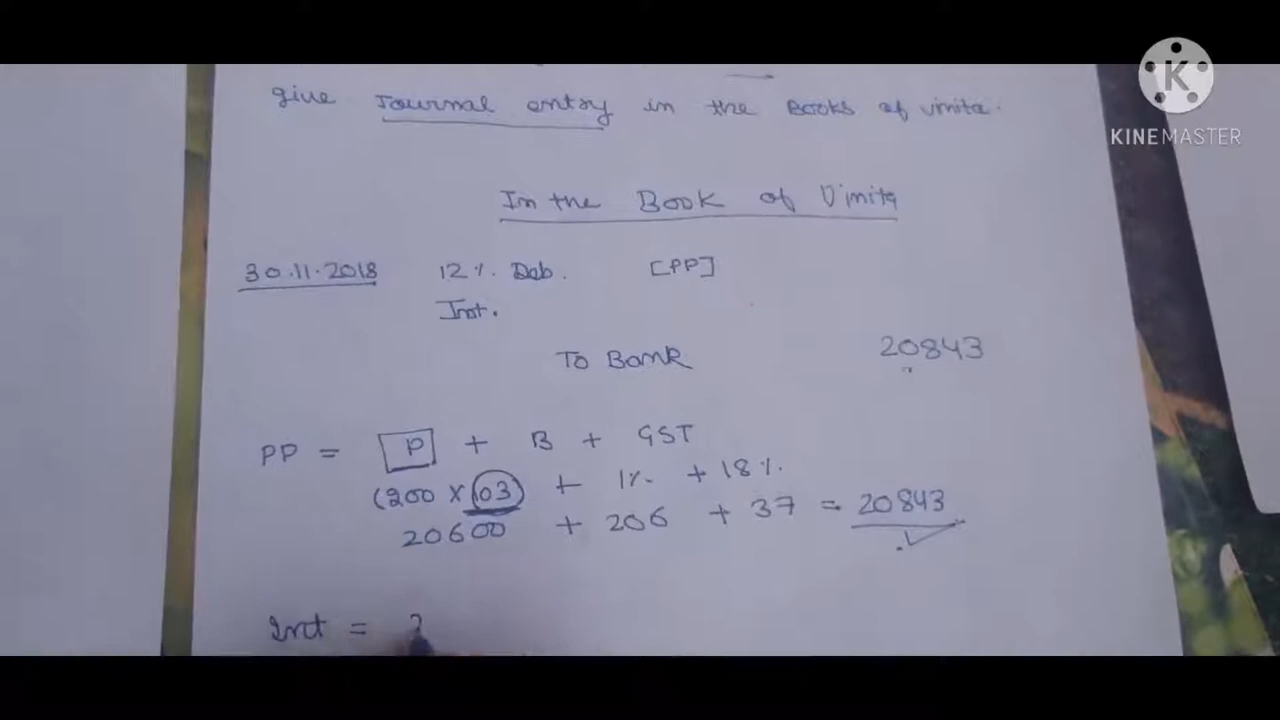 give Journal entry in the Books of vinita.
KINEMASTER
In the Book of Vinita
30.11.2018 12%. Deb. [PP]
Int.
To Bank 20843
PP = P + B + GST
(200 × 103 + 1%. + 18%.
20600 + 206 + 37 = 20843
Int =